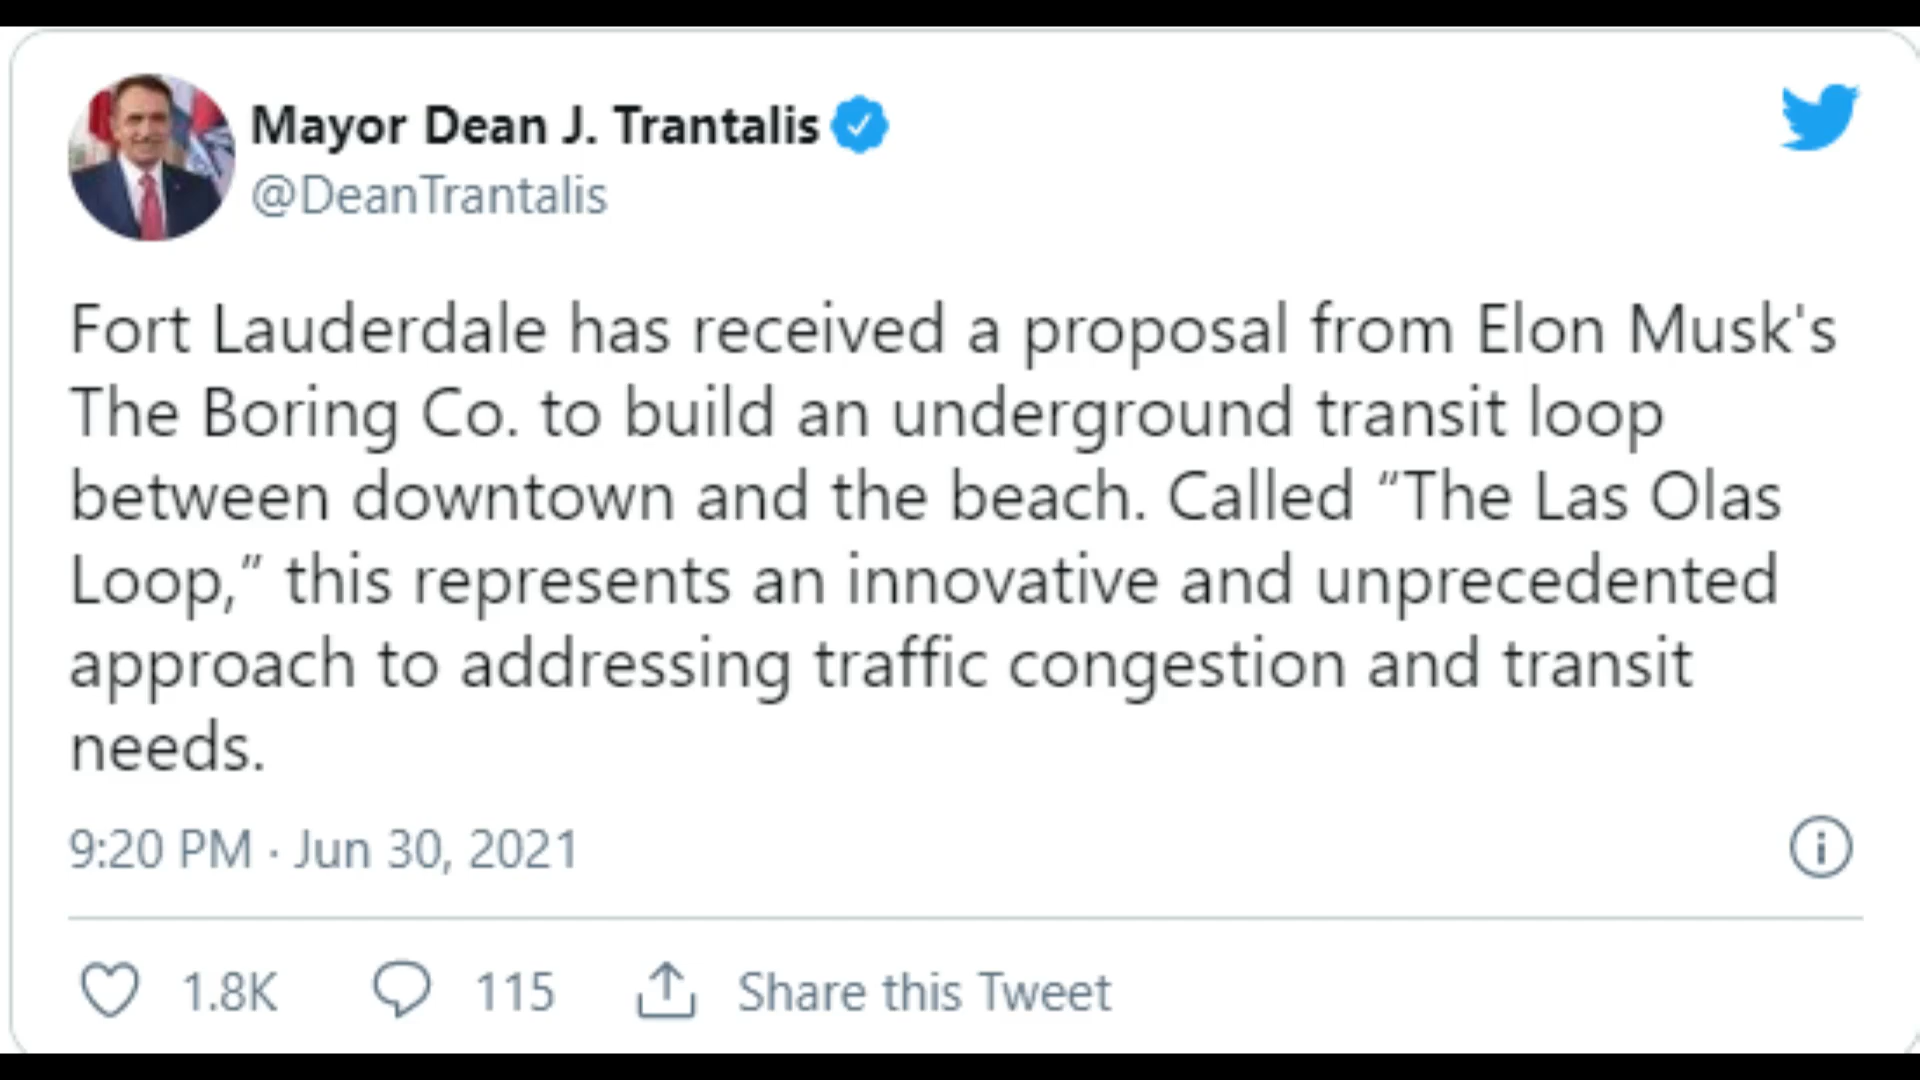 Mayor Dean J. Trantalis
@DeanTrantalis
Fort Lauderdale has received a proposal from Elon Musk's
The Boring Co. to build an underground transit loop
between downtown and the beach. Called “The Las Olas
Loop,” this represents an innovative and unprecedented
approach to addressing traffic congestion and transit
needs.
9:20 PM · Jun 30, 2021
1.8K 115 Share this Tweet